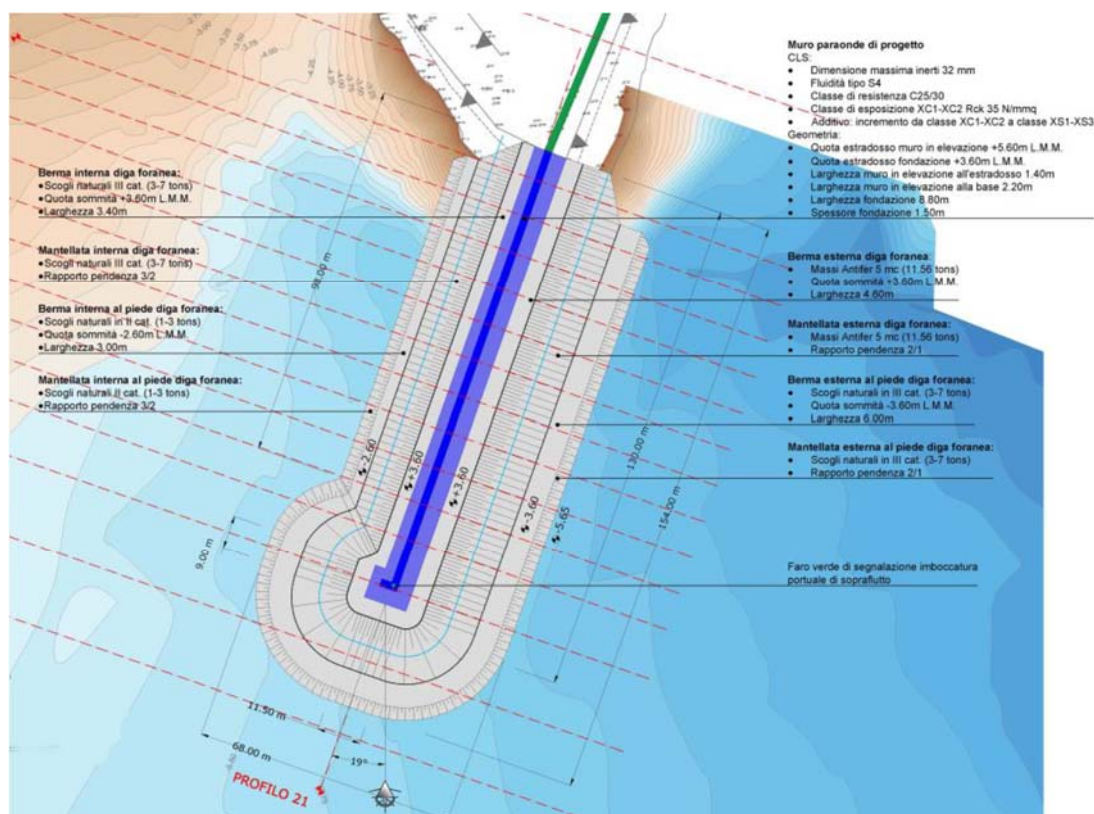 Muro paraonde di progetto
CLS:
• Dimensione massima inerti 32 mm
• Fluidità tipo S4
• Classe di resistenza C25/30
• Classe di esposizione XC1-XC2 Rck 35 N/mmq
• Additivo: incremento da classe XC1-XC2 a classe XS1-XS3
Geometria:
• Quota estradosso muro in elevazione +5.60m L.M.M.
• Quota estradosso fondazione +3.60m L.M.M.
• Larghezza muro in elevazione all'estradosso 1.40m
• Larghezza muro in elevazione alla base 2.20m
• Larghezza fondazione 8.80m
• Spessore fondazione 1.50m
Berma interna diga foranea:
•Scogli naturali III cat. (3-7 tons)
•Quota sommità +3.60m L.M.M.
•Larghezza 3.40m
Mantellata interna diga foranea:
•Scogli naturali III cat. (3-7 tons)
•Rapporto pendenza 3/2
Berma interna al piede diga foranea:
•Scogli naturali in II cat. (1-3 tons)
•Quota sommità -2.60m L.M.M.
•Larghezza 3.00m
Mantellata interna al piede diga foranea:
•Scogli naturali II cat. (1-3 tons)
•Rapporto pendenza 3/2
Berma esterna diga foranea:
• Massi Antifer 5 mc (11.56 tons)
• Quota sommità +3.60m L.M.M.
• Larghezza 4.60m
Mantellata esterna diga foranea:
• Massi Antifer 5 mc (11.56 tons)
• Rapporto pendenza 2/1
Berma esterna al piede diga foranea:
• Scogli naturali in III cat. (3-7 tons)
• Quota sommità -3.60m L.M.M.
• Larghezza 6.00m
Mantellata esterna al piede diga foranea:
• Scogli naturali in III cat. (3-7 tons)
• Rapporto pendenza 2/1
Faro verde di segnalazione imboccatura
portuale di sopraflutto
98.00 m
-2.60
+3.60
+3.60
-3.60
-5.65
130.00 m
154.00 m
9.00 m
11.50 m
68.00 m
19°
PROFILO 21